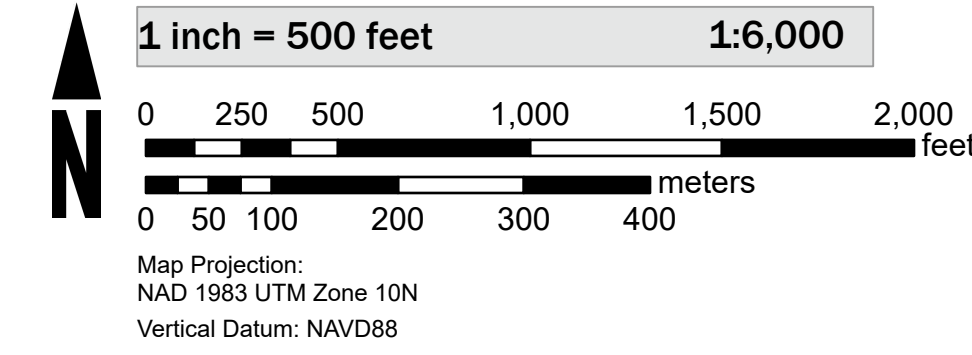 1 inch = 500 feet 1:6,000
0 250 500 1,000 1,500 2,000
feet
meters
0 50 100 200 300 400
N
Map Projection:
NAD 1983 UTM Zone 10N
Vertical Datum: NAVD88